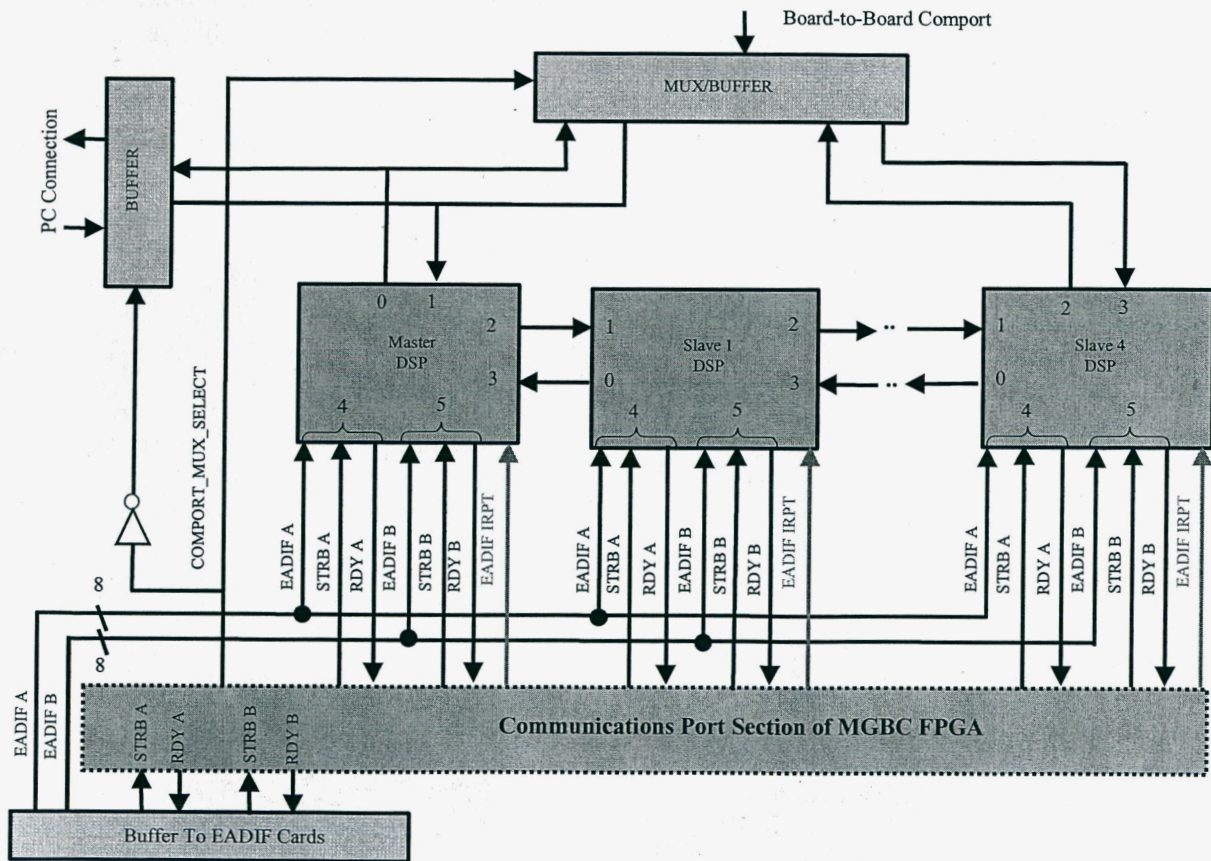 Board-to-Board Comport
MUX/BUFFER
PC Connection
BUFFER
COMPORT_MUX_SELECT
0
1
2
3
4
5
Master
DSP
1
0
2
3
4
5
Slave 1
DSP
..
..
1
0
2
3
4
5
Slave 4
DSP
EADIF A
STRB A
RDY A
EADIF B
STRB B
RDY B
EADIF IRPT
EADIF A
STRB A
RDY A
EADIF B
STRB B
RDY B
EADIF IRPT
EADIF A
STRB A
RDY A
EADIF B
STRB B
RDY B
EADIF IRPT
8
8
EADIF A
EADIF B
STRB A
RDY A
STRB B
RDY B
Communications Port Section of MGBC FPGA
Buffer To EADIF Cards